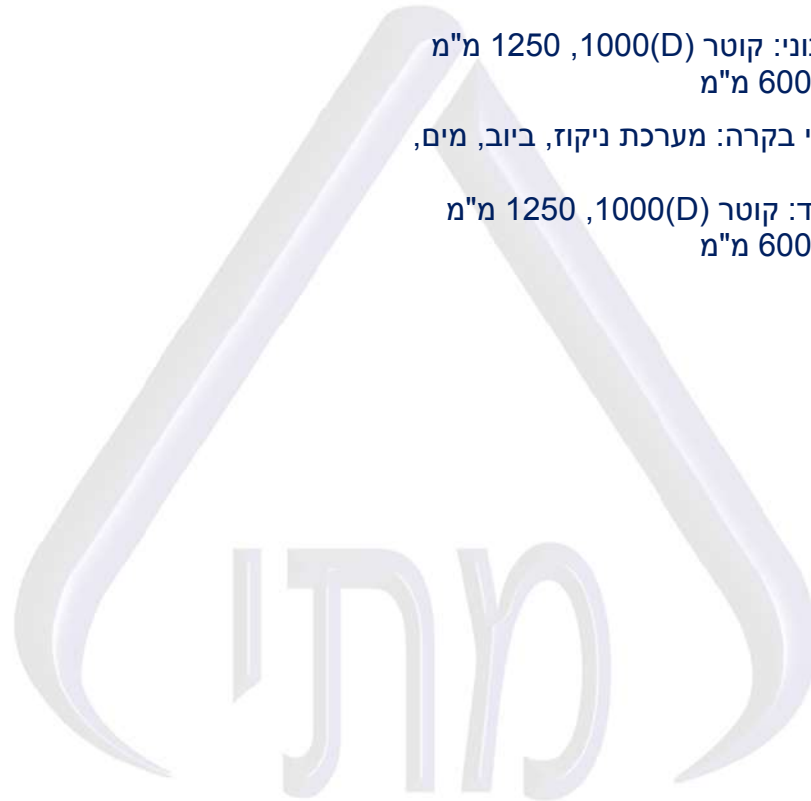 קוטר (D)1000, 1250 מ"מ
600 מ"מ
בקרה: מערכת ניקוז, ביוב, מים,
קוטר (D)1000, 1250 מ"מ
600 מ"מ
מתי